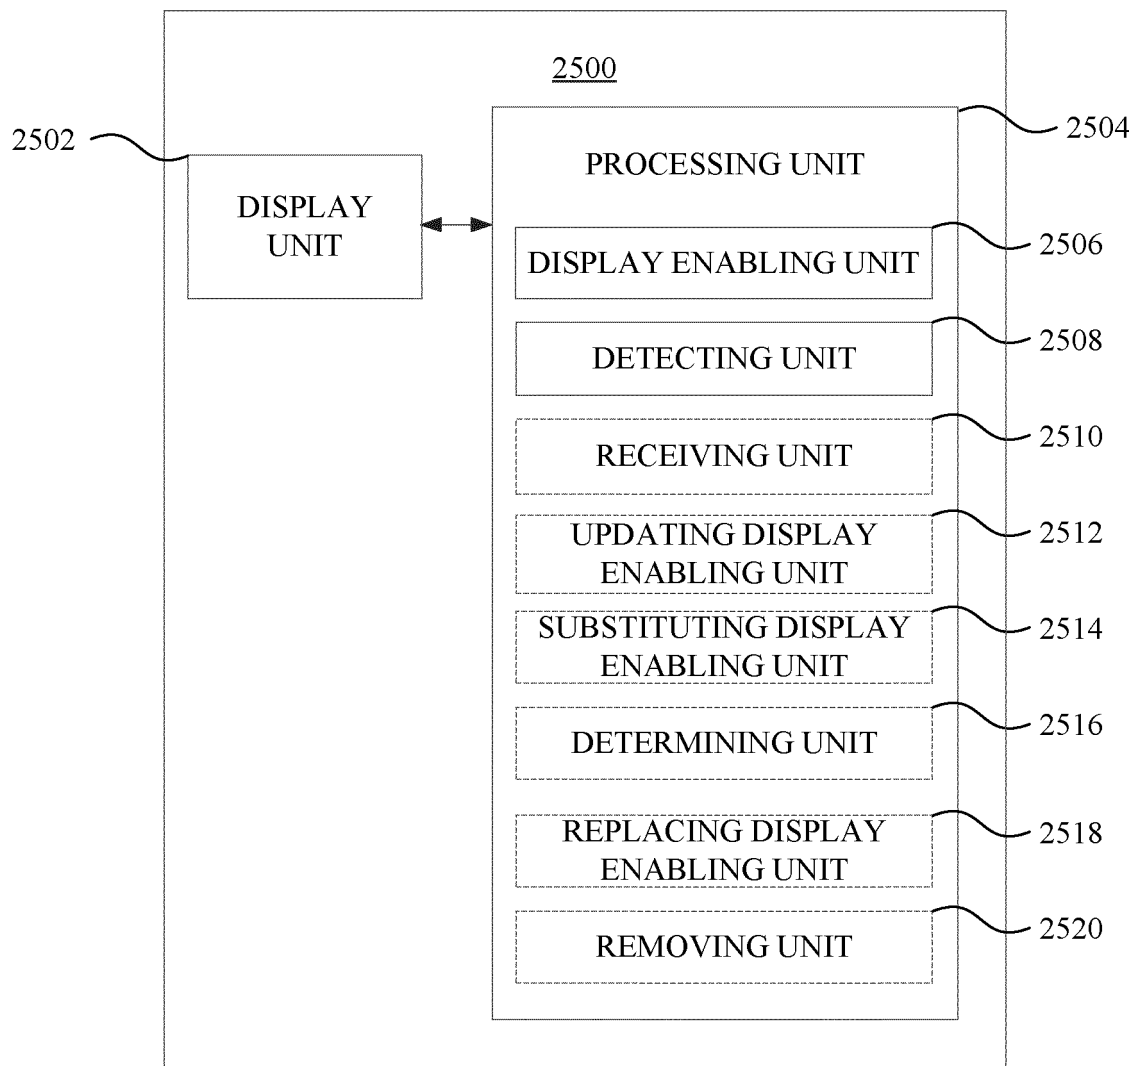 2500
2502
2504
PROCESSING UNIT
DISPLAY
UNIT
2506
DISPLAY ENABLING UNIT
2508
DETECTING UNIT
2510
RECEIVING UNIT
2512
UPDATING DISPLAY
ENABLING UNIT
2514
SUBSTITUTING DISPLAY
ENABLING UNIT
2516
DETERMINING UNIT
2518
REPLACING DISPLAY
ENABLING UNIT
2520
REMOVING UNIT